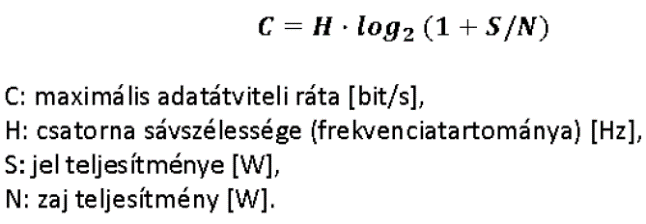 C = H · log₂ (1 + S/N)
C: maximális adatátviteli ráta [bit/s],
H: csatorna sávszélessége (frekvenciatartománya) [Hz],
S: jel teljesítménye [W],
N: zaj teljesítmény [W].